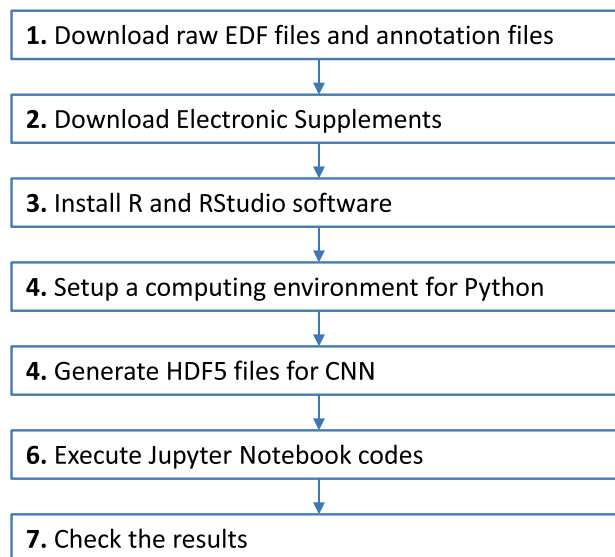 1. Download raw EDF files and annotation files
2. Download Electronic Supplements
3. Install R and RStudio software
4. Setup a computing environment for Python
4. Generate HDF5 files for CNN
6. Execute Jupyter Notebook codes
7. Check the results